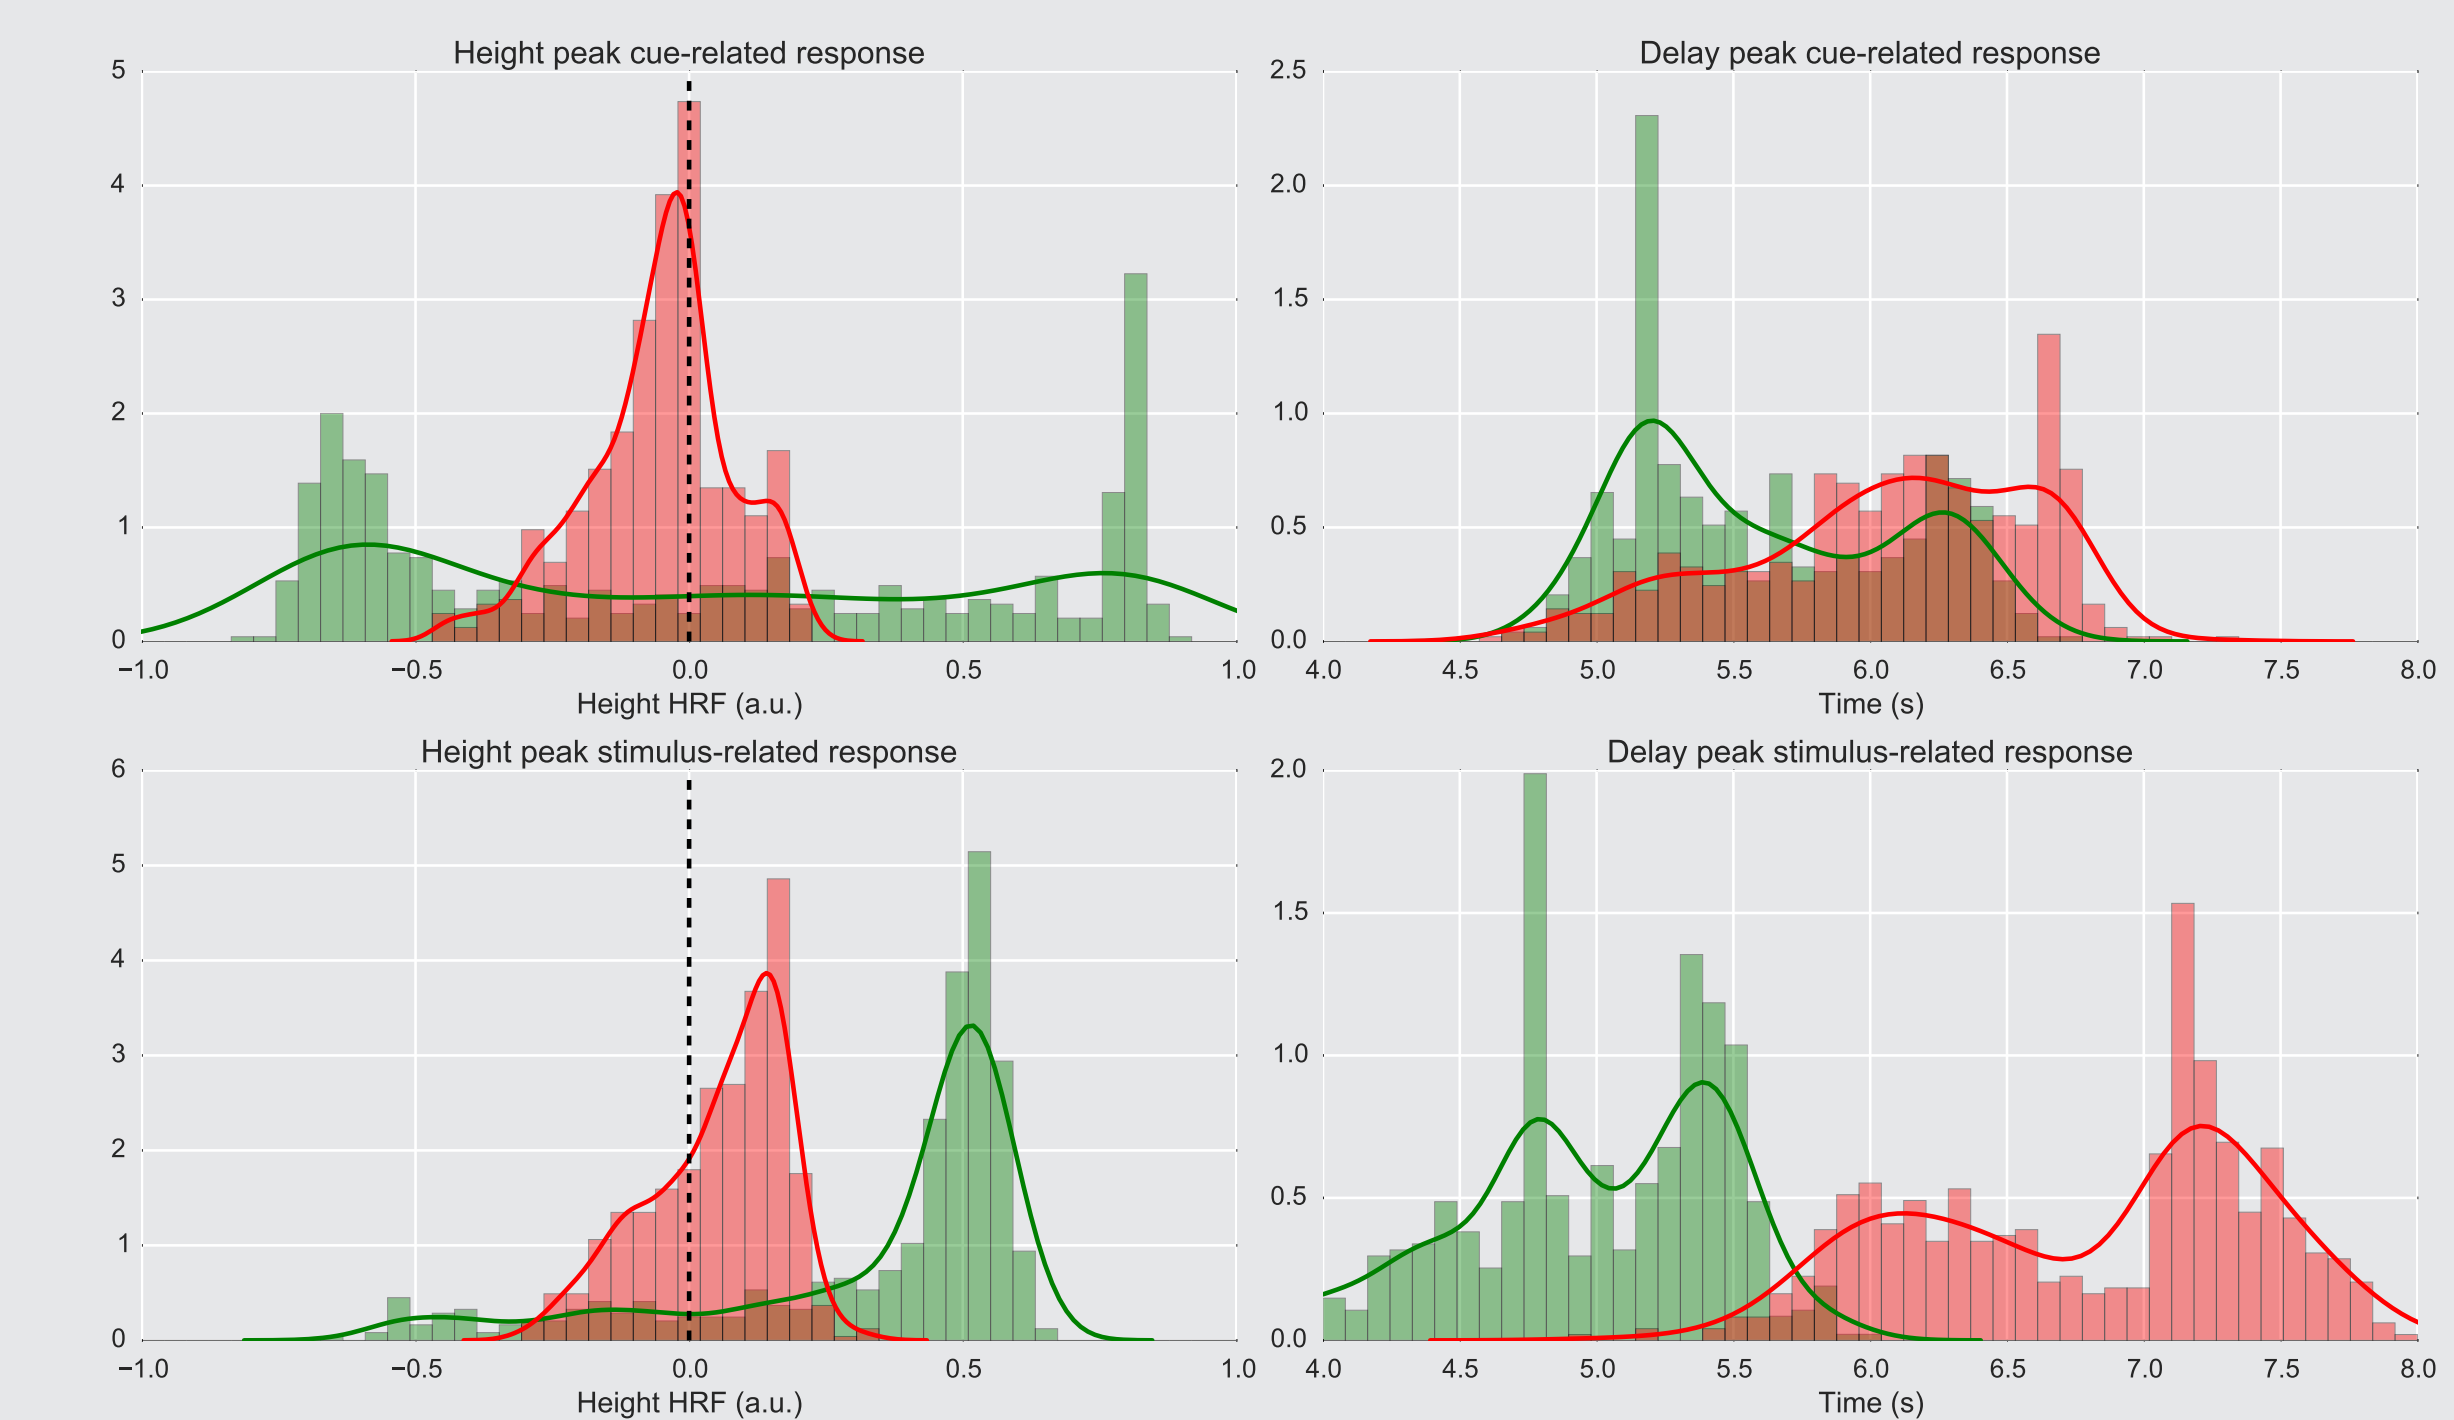 Height peak cue-related response
5
4
3
2
1
0
−1.0 −0.5 0.0 0.5 1.0
Height HRF (a.u.)
Delay peak cue-related response
2.5
2.0
1.5
1.0
0.5
0.0
4.0 4.5 5.0 5.5 6.0 6.5 7.0 7.5 8.0
Time (s)
Height peak stimulus-related response
6
5
4
3
2
1
0
−1.0 −0.5 0.0 0.5 1.0
Height HRF (a.u.)
Delay peak stimulus-related response
2.0
1.5
1.0
0.5
0.0
4.0 4.5 5.0 5.5 6.0 6.5 7.0 7.5 8.0
Time (s)